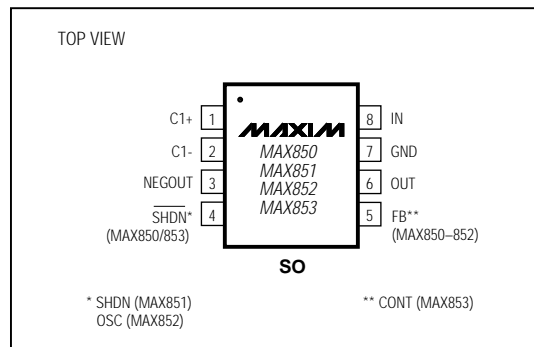 TOP VIEW
C1+ 1
C1- 2
NEGOUT 3
SHDN* 4
(MAX850/853)
MAXIM
MAX850
MAX851
MAX852
MAX853
8 IN
7 GND
6 OUT
5 FB**
(MAX850–852)
SO
* SHDN (MAX851)
OSC (MAX852)
** CONT (MAX853)